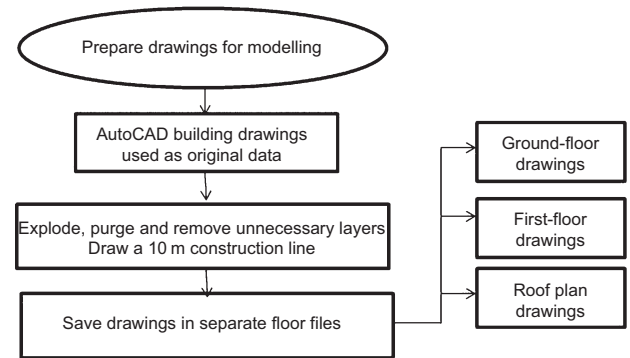 Prepare drawings for modelling
AutoCAD building drawings
used as original data
Explode, purge and remove unnecessary layers
Draw a 10 m construction line
Save drawings in separate floor files
Ground-floor
drawings
First-floor
drawings
Roof plan
drawings